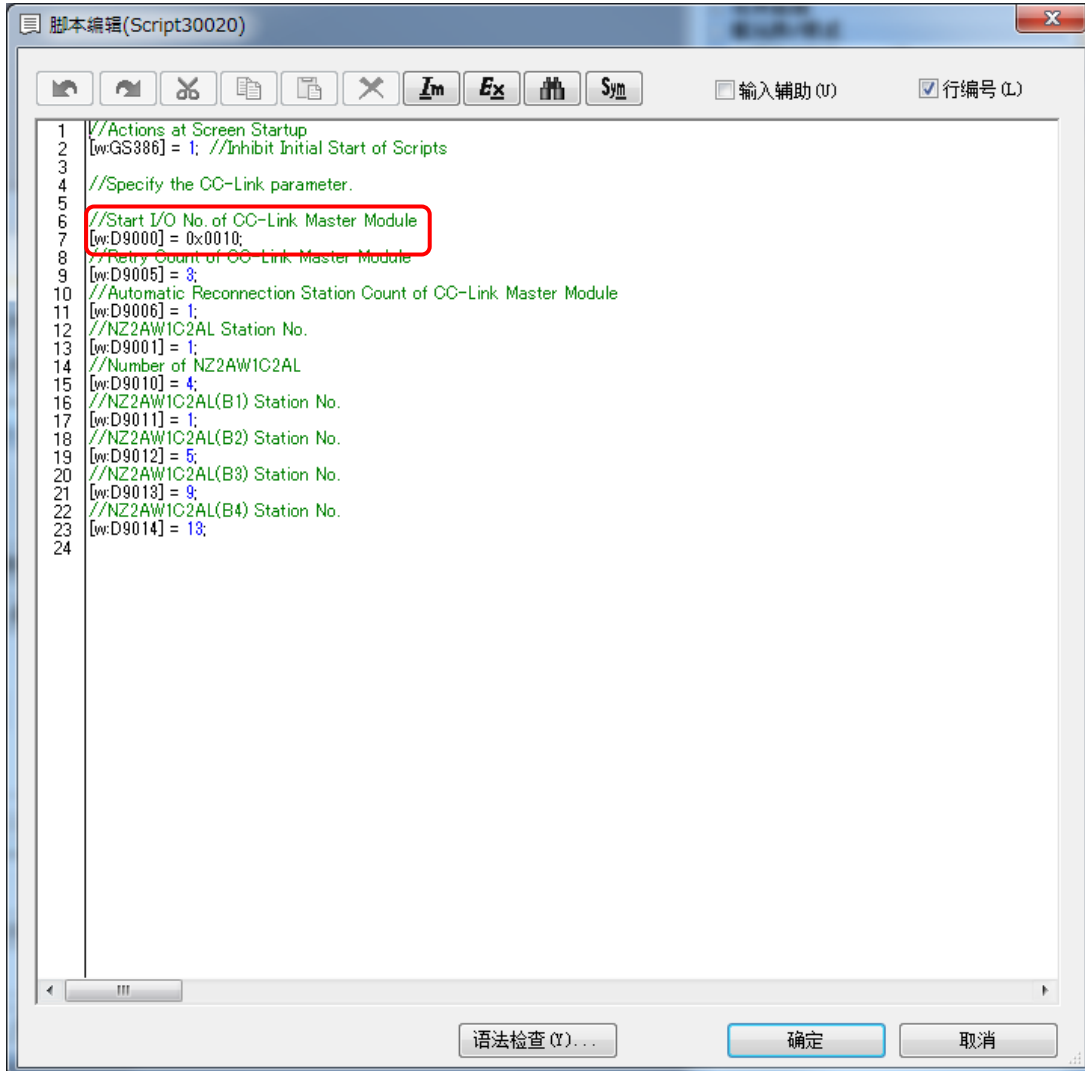 脚本编辑(Script30020)
Im Ex Sym 输入辅助(U) 行编号(L)
1 //Actions at Screen Startup
2 [w:GS386] = 1; //Inhibit Initial Start of Scripts
3
4 //Specify the CC-Link parameter.
5
6 //Start I/O No. of CC-Link Master Module
7 [w:D9000] = 0x0010;
8 //Retry Count of CC-Link Master Module
9 [w:D9005] = 3;
10 //Automatic Reconnection Station Count of CC-Link Master Module
11 [w:D9006] = 1;
12 //NZ2AW1C2AL Station No.
13 [w:D9001] = 1;
14 //Number of NZ2AW1C2AL
15 [w:D9010] = 4;
16 //NZ2AW1C2AL(B1) Station No.
17 [w:D9011] = 1;
18 //NZ2AW1C2AL(B2) Station No.
19 [w:D9012] = 5;
20 //NZ2AW1C2AL(B3) Station No.
21 [w:D9013] = 9;
22 //NZ2AW1C2AL(B4) Station No.
23 [w:D9014] = 13;
24
语法检查(Y)... 确定 取消